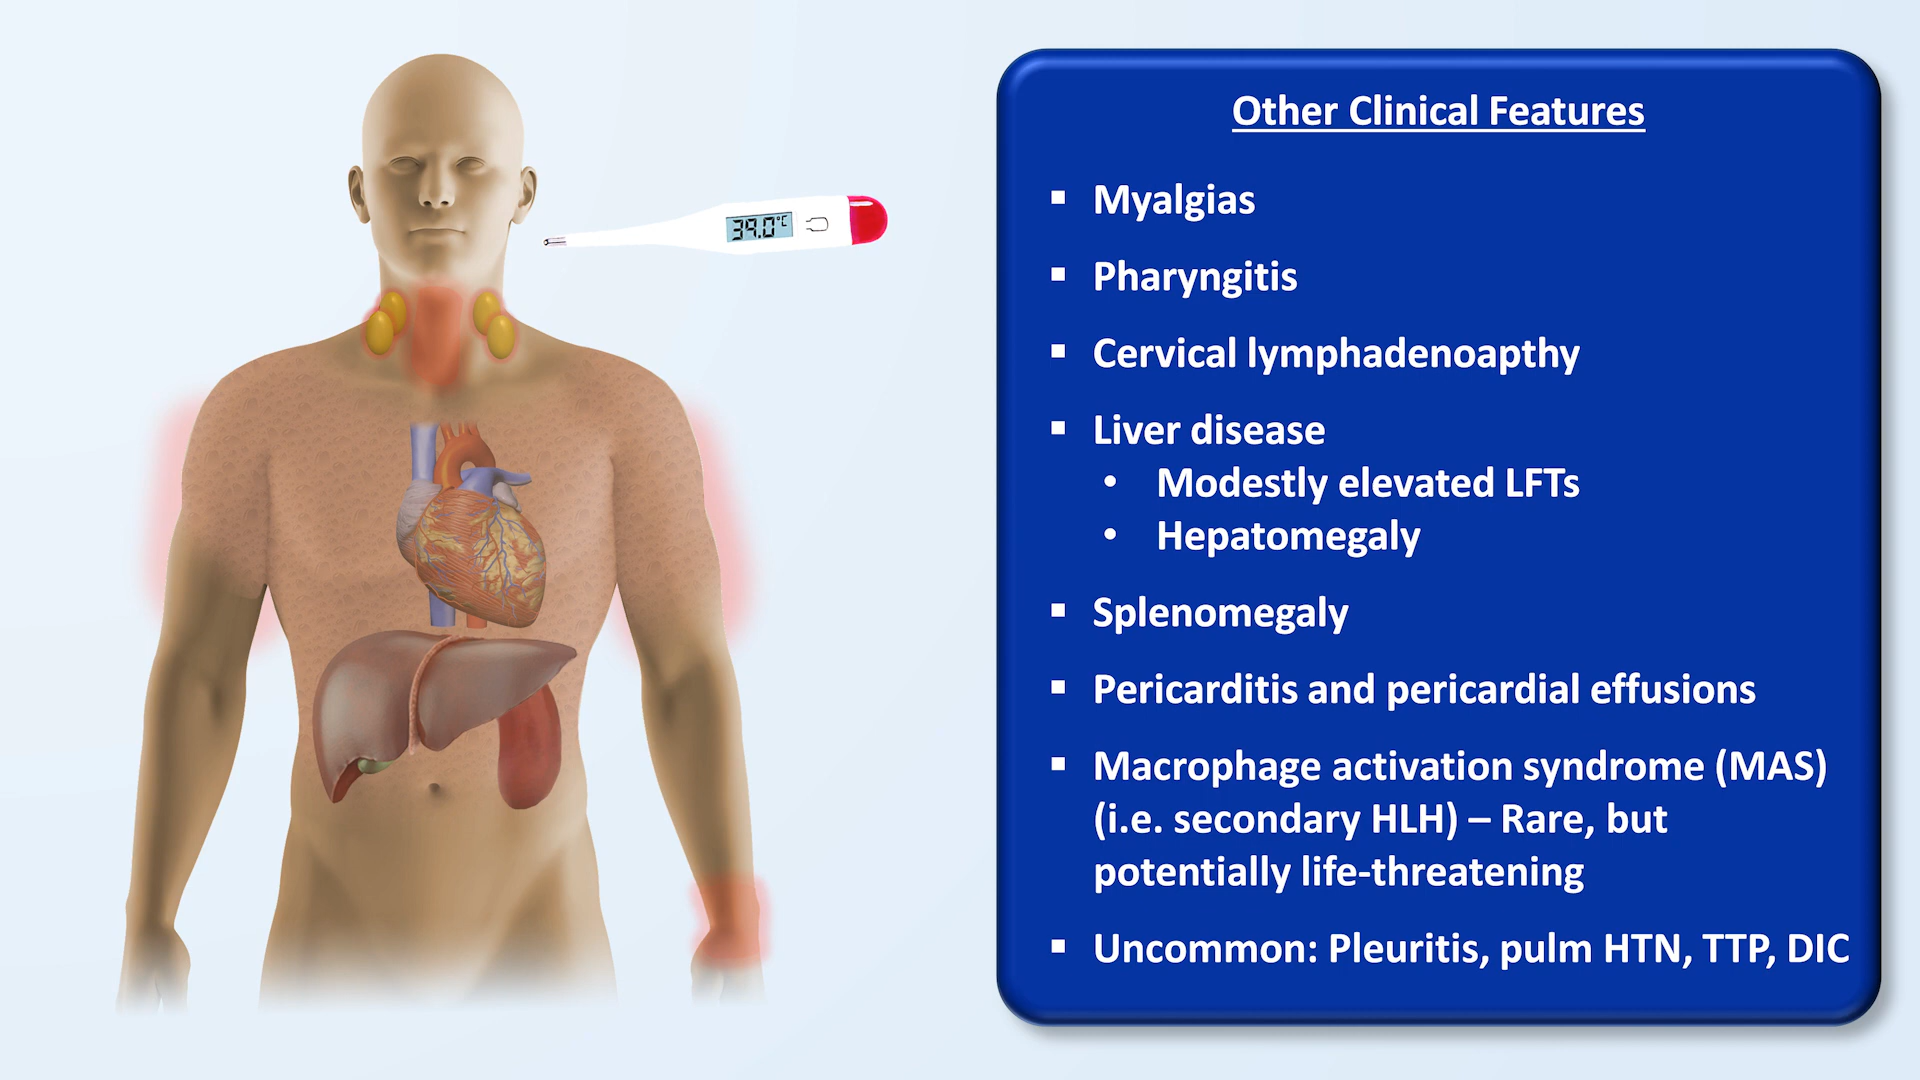 39.0°C
Other Clinical Features
▪ Myalgias
▪ Pharyngitis
▪ Cervical lymphadenoapthy
▪ Liver disease
• Modestly elevated LFTs
• Hepatomegaly
▪ Splenomegaly
▪ Pericarditis and pericardial effusions
▪ Macrophage activation syndrome (MAS)
(i.e. secondary HLH) – Rare, but
potentially life-threatening
▪ Uncommon: Pleuritis, pulm HTN, TTP, DIC